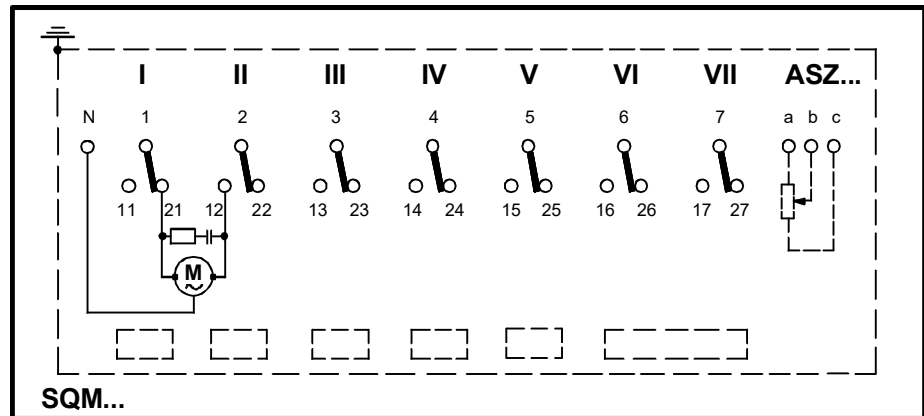 I II III IV V VI VII ASZ...
N 1 2 3 4 5 6 7 a b c
11 21 12 22 13 23 14 24 15 25 16 26 17 27
M
~
SQM...